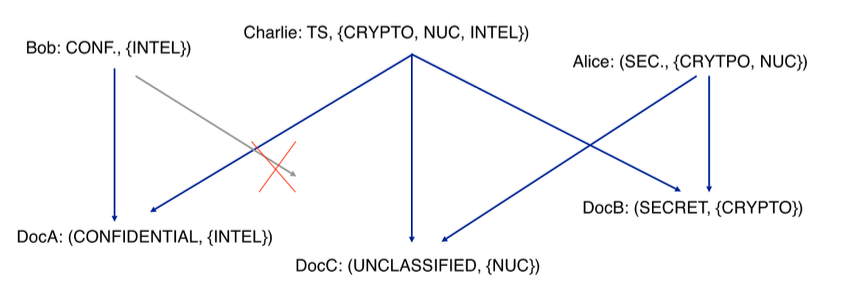 Charlie: TS, {CRYPTO, NUC, INTEL})
Bob: CONF., {INTEL})
Alice: (SEC., {CRYTPO, NUC})
DocB: (SECRET, {CRYPTO})
DocA: (CONFIDENTIAL, {INTEL})
DocC: (UNCLASSIFIED, {NUC})